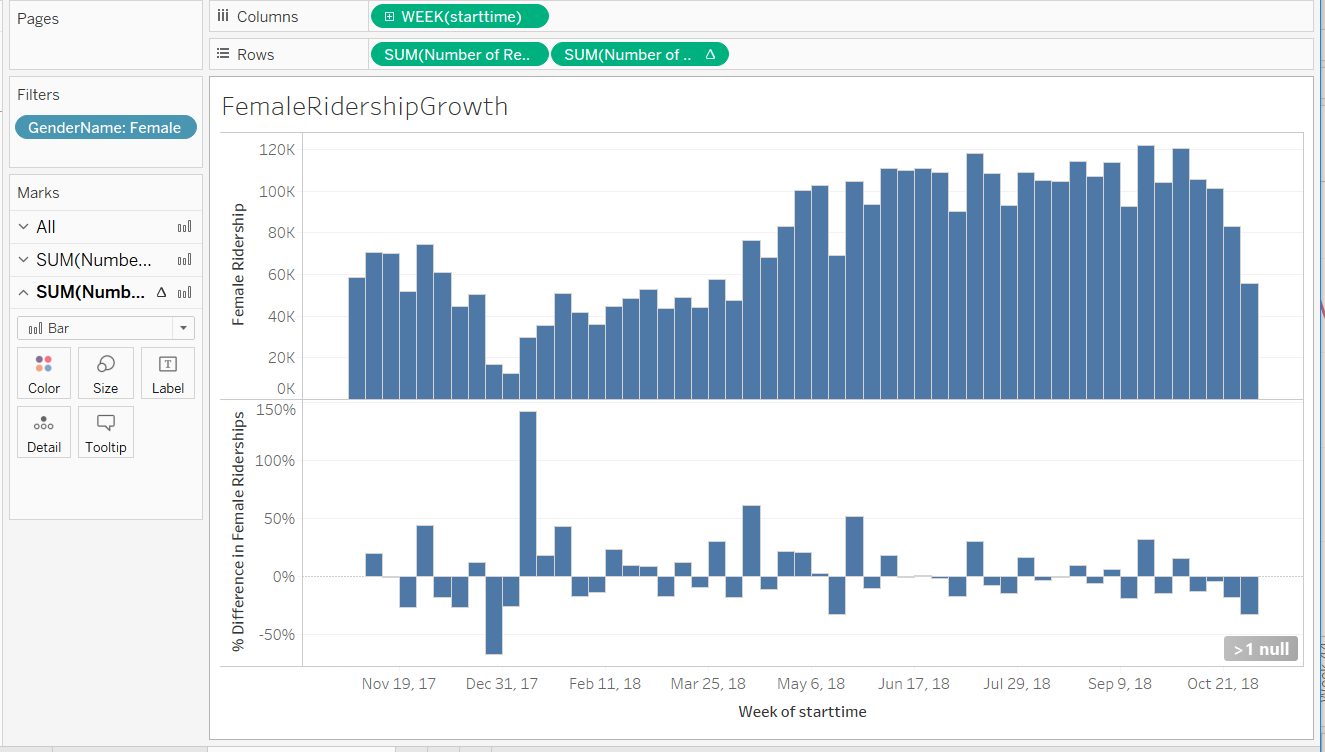 Pages
Columns
WEEK(starttime)
Rows
SUM(Number of Re..
SUM(Number of .. Δ
Filters
GenderName: Female
Marks
All
SUM(Numbe...
SUM(Numb... Δ
Bar
Color
Size
Label
Detail
Tooltip
FemaleRidershipGrowth
Female Ridership
120K
100K
80K
60K
40K
20K
0K
% Difference in Female Riderships
150%
100%
50%
0%
-50%
>1 null
Nov 19, 17
Dec 31, 17
Feb 11, 18
Mar 25, 18
May 6, 18
Jun 17, 18
Jul 29, 18
Sep 9, 18
Oct 21, 18
Week of starttime